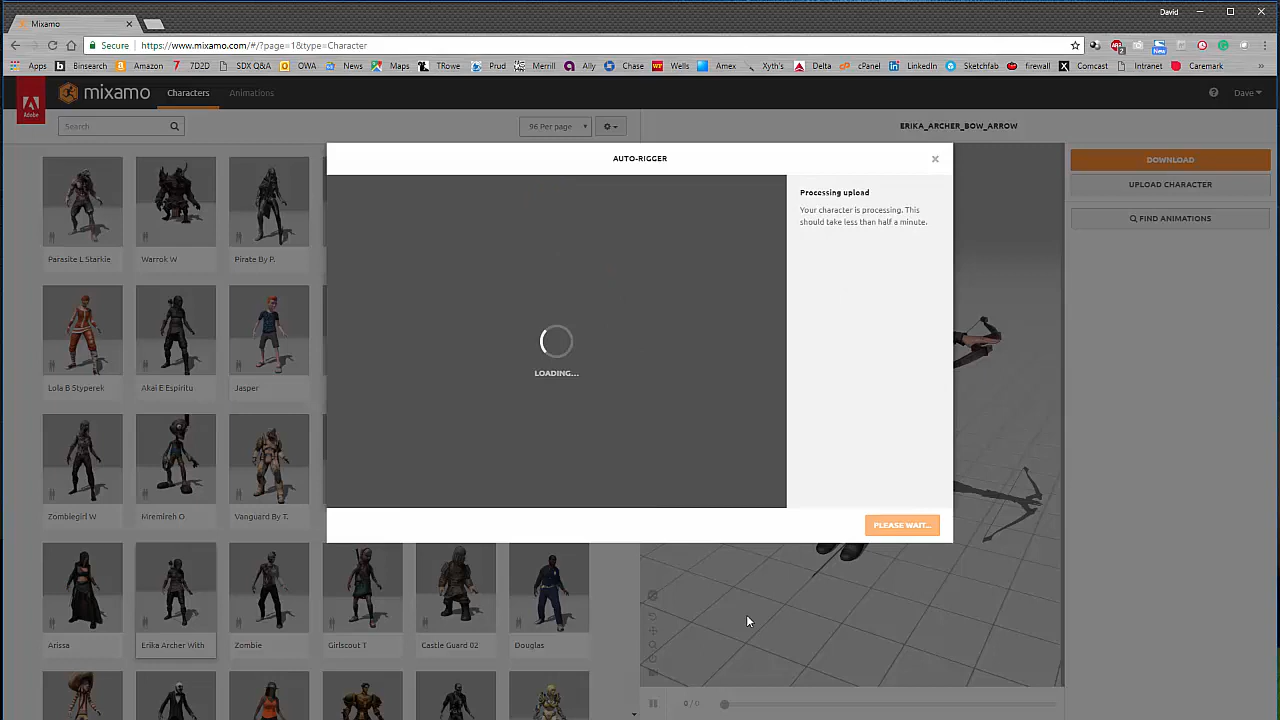 David
Mixamo
Secure
https://www.mixamo.com/#/?page=1&type=Character
Apps Binsearch Amazon 7D2D SDX Q&A OWA News Maps TRove Prud Merrill Ally Chase Wells Amex Xyth's Delta cPanel LinkedIn Sketchfab firewall Comcast Intranet Caremark »
Adobe
mixamo
Characters
Animations
Dave
Search
96 Per page
ERIKA_ARCHER_BOW_ARROW
AUTO-RIGGER
DOWNLOAD
UPLOAD CHARACTER
FIND ANIMATIONS
Processing upload
Your character is processing. This
should take less than half a minute.
LOADING...
PLEASE WAIT...
Parasite L Starkie
Warrok W
Pirate By P.
Lola B Styperek
Akai E Espiritu
Jasper
Zombiegirl W
Mremireh O
Vanguard By T.
Arissa
Erika Archer With
Zombie
Girlscout T
Castle Guard 02
Douglas
0 / 0